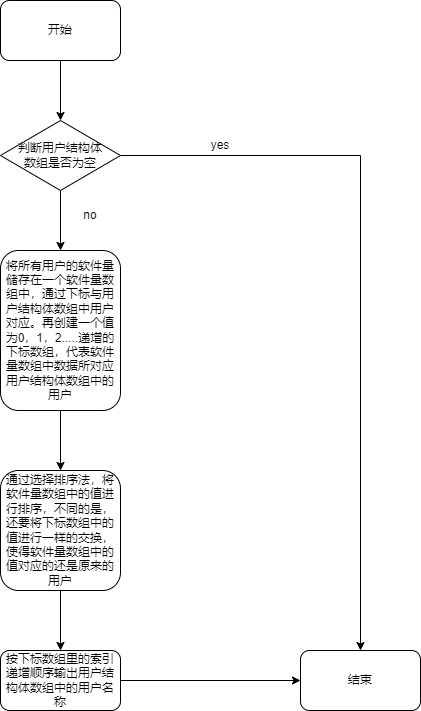 开始
判断用户结构体
数组是否为空
yes
no
将所有用户的软件量
储存在一个软件量数
组中，通过下标与用
户结构体数组中用户
对应。再创建一个值
为0，1，2.....递增的
下标数组，代表软件
量数组中数据所对应
用户结构体数组中的
用户
通过选择排序法，将
软件量数组中的值进
行排序，不同的是，
还要将下标数组中的
值进行一样的交换，
使得软件量数组中的
值对应的还是原来的
用户
按下标数组里的索引
递增顺序输出用户结
构体数组中的用户名
称
结束